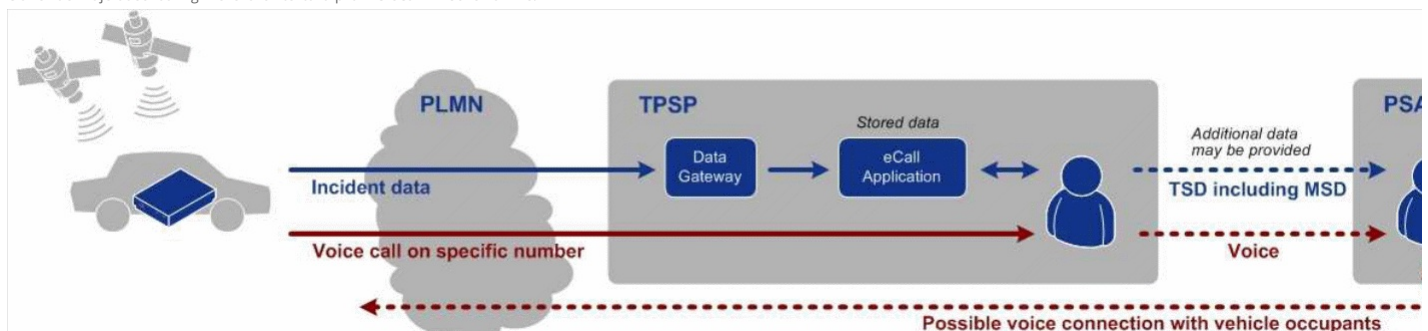 PLMN
TPSP
PSA
Stored data
Data
Gateway
eCall
Application
Additional data
may be provided
Incident data
TSD including MSD
Voice call on specific number
Voice
Possible voice connection with vehicle occupants